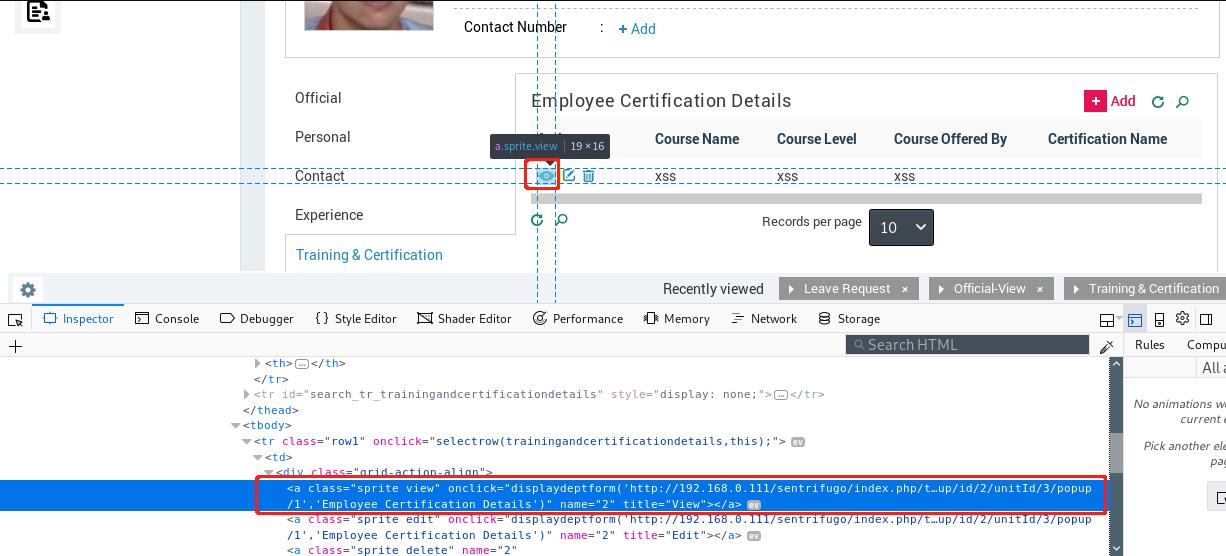 Contact Number : + Add
Official
Personal
Contact
Experience
Training & Certification
Employee Certification Details
+ Add
a.sprite.view | 19 × 16
Course Name Course Level Course Offered By Certification Name
xss xss xss
Records per page 10
Recently viewed Leave Request × Official-View × Training & Certification
Inspector Console Debugger Style Editor Shader Editor Performance Memory Network Storage
+ Search HTML Rules Compu
<th>…</th>
</tr>
<tr id="search_tr_trainingandcertificationdetails" style="display: none;">…</tr>
</thead>
<tbody>
<tr class="row1" onclick="selectrow(trainingandcertificationdetails,this);"> ev
<td>
<div class="grid-action-align">
<a class="sprite view" onclick="displaydeptform('http://192.168.0.111/sentrifugo/index.php/t…up/id/2/unitId/3/popup
/1','Employee Certification Details')" name="2" title="View"></a> ev
<a class="sprite edit" onclick="displaydeptform('http://192.168.0.111/sentrifugo/index.php/t…up/id/2/unitId/3/popup
/1','Employee Certification Details')" name="2" title="Edit"></a> ev
<a class="sprite delete" name="2"
All a
No animations w
current e
Pick another ele
pag